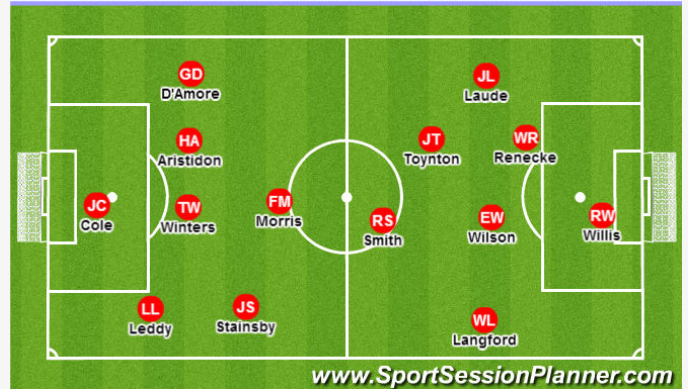 GD
D'Amore
JL
Laude
HA
Aristidon
JT
Toynton
WR
Renecke
JC
Cole
TW
Winters
FM
Morris
RS
Smith
EW
Wilson
RW
Willis
LL
Leddy
JS
Stainsby
WL
Langford
www.SportSessionPlanner.com